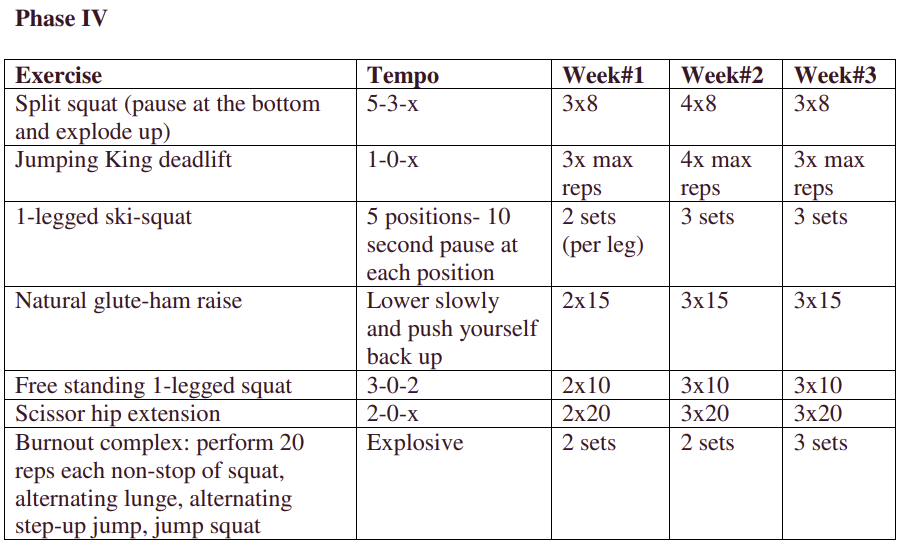 Phase IV
Exercise Tempo Week#1 Week#2 Week#3
Split squat (pause at the bottom 5-3-x 3x8 4x8 3x8
and explode up)
Jumping King deadlift 1-0-x 3x max 4x max 3x max
reps reps reps
1-legged ski-squat 5 positions- 10 2 sets 3 sets 3 sets
second pause at (per leg)
each position
Natural glute-ham raise Lower slowly 2x15 3x15 3x15
and push yourself
back up
Free standing 1-legged squat 3-0-2 2x10 3x10 3x10
Scissor hip extension 2-0-x 2x20 3x20 3x20
Burnout complex: perform 20 Explosive 2 sets 2 sets 3 sets
reps each non-stop of squat,
alternating lunge, alternating
step-up jump, jump squat